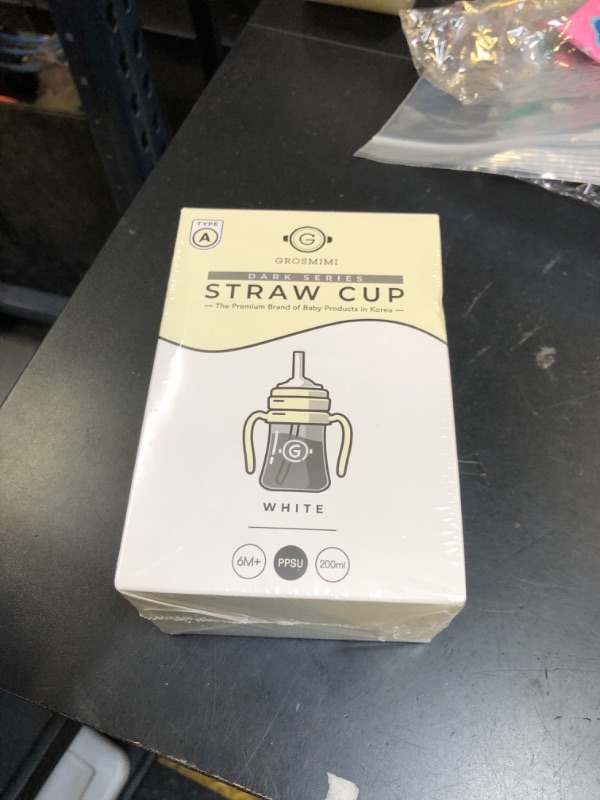 TYPE
A
G
GROSMIMI
DARK SERIES
STRAW CUP
— The Premium Brand of Baby Products in Korea —
G
WHITE
6M+ PPSU 200ml